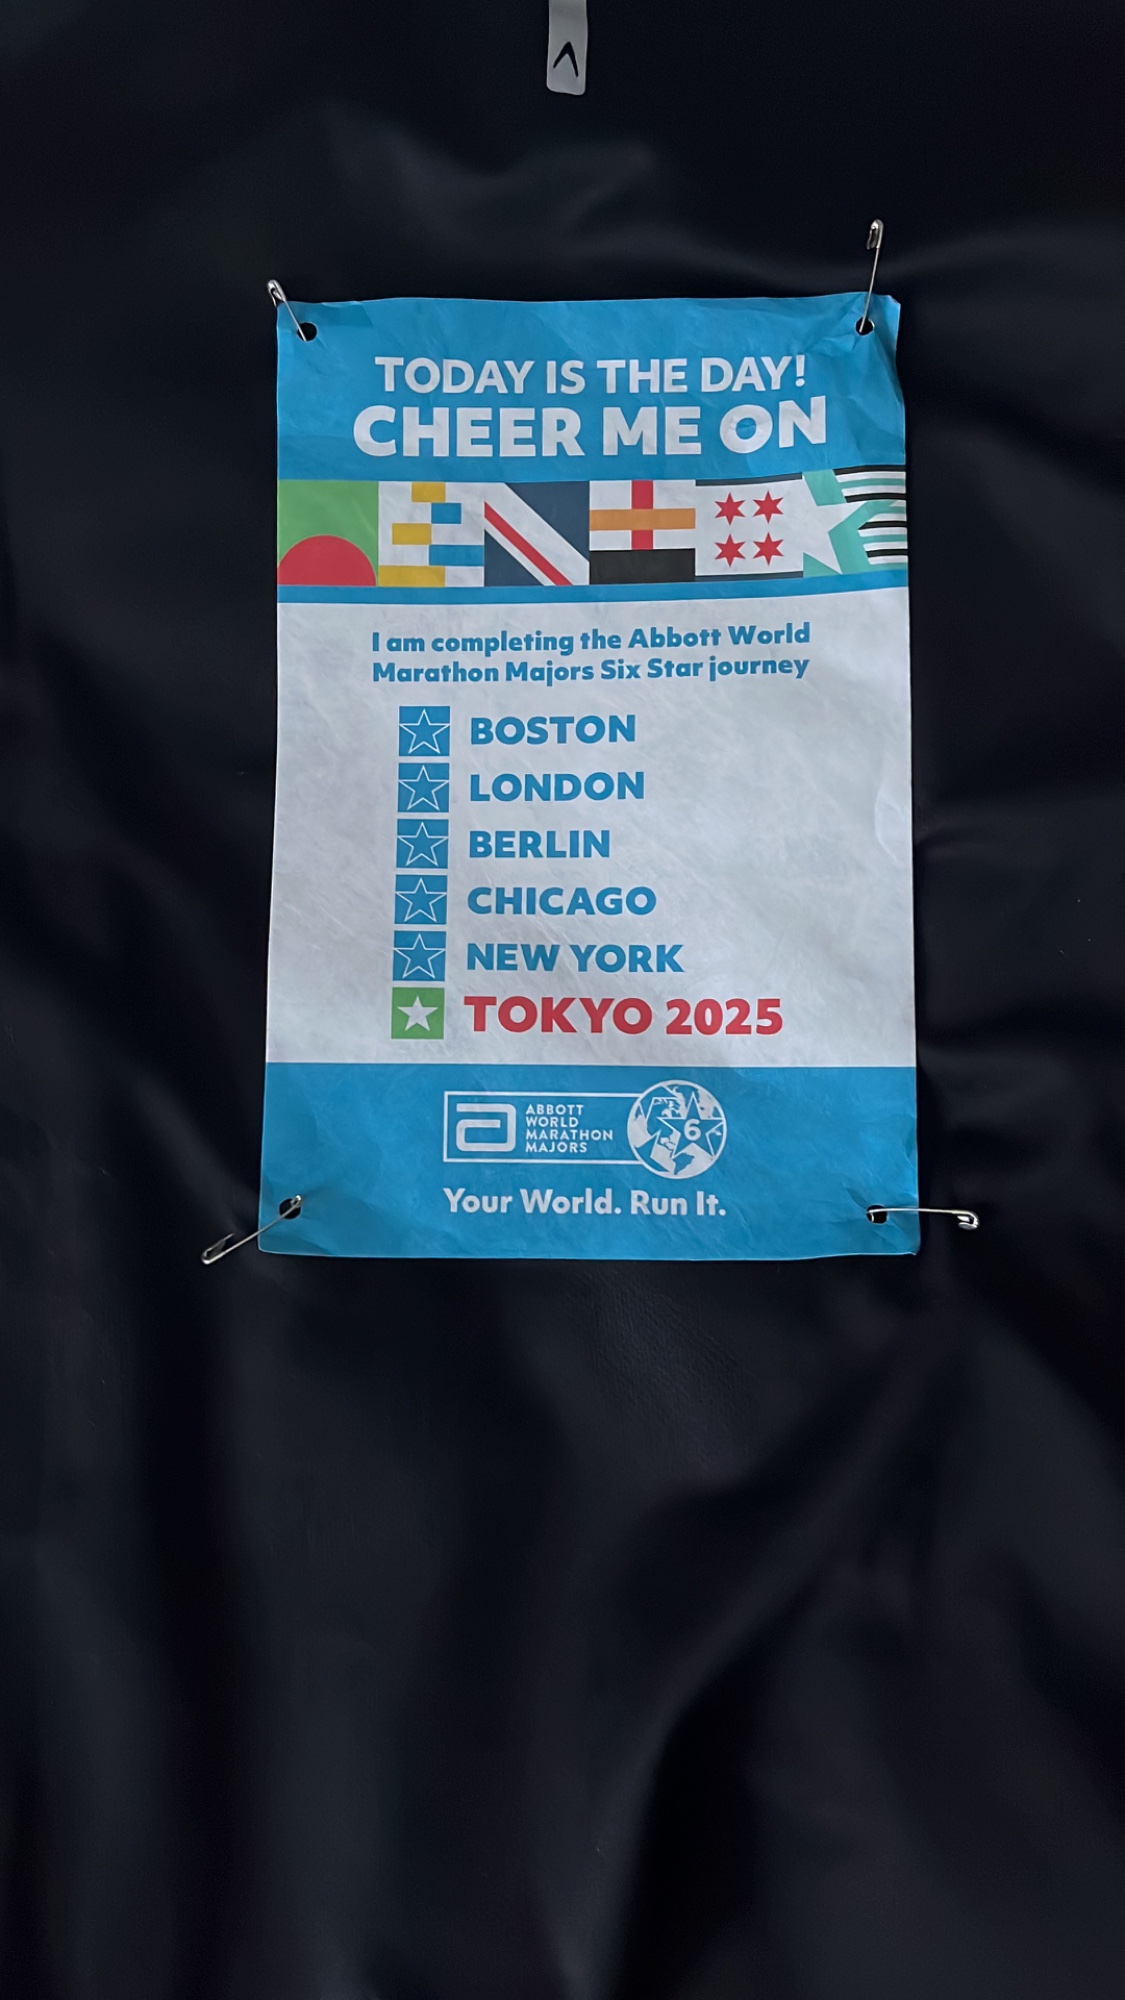 TODAY IS THE DAY!
CHEER ME ON
I am completing the Abbott World
Marathon Majors Six Star journey
BOSTON
LONDON
BERLIN
CHICAGO
NEW YORK
TOKYO 2025
ABBOTT
WORLD
MARATHON
MAJORS
6
Your World. Run It.